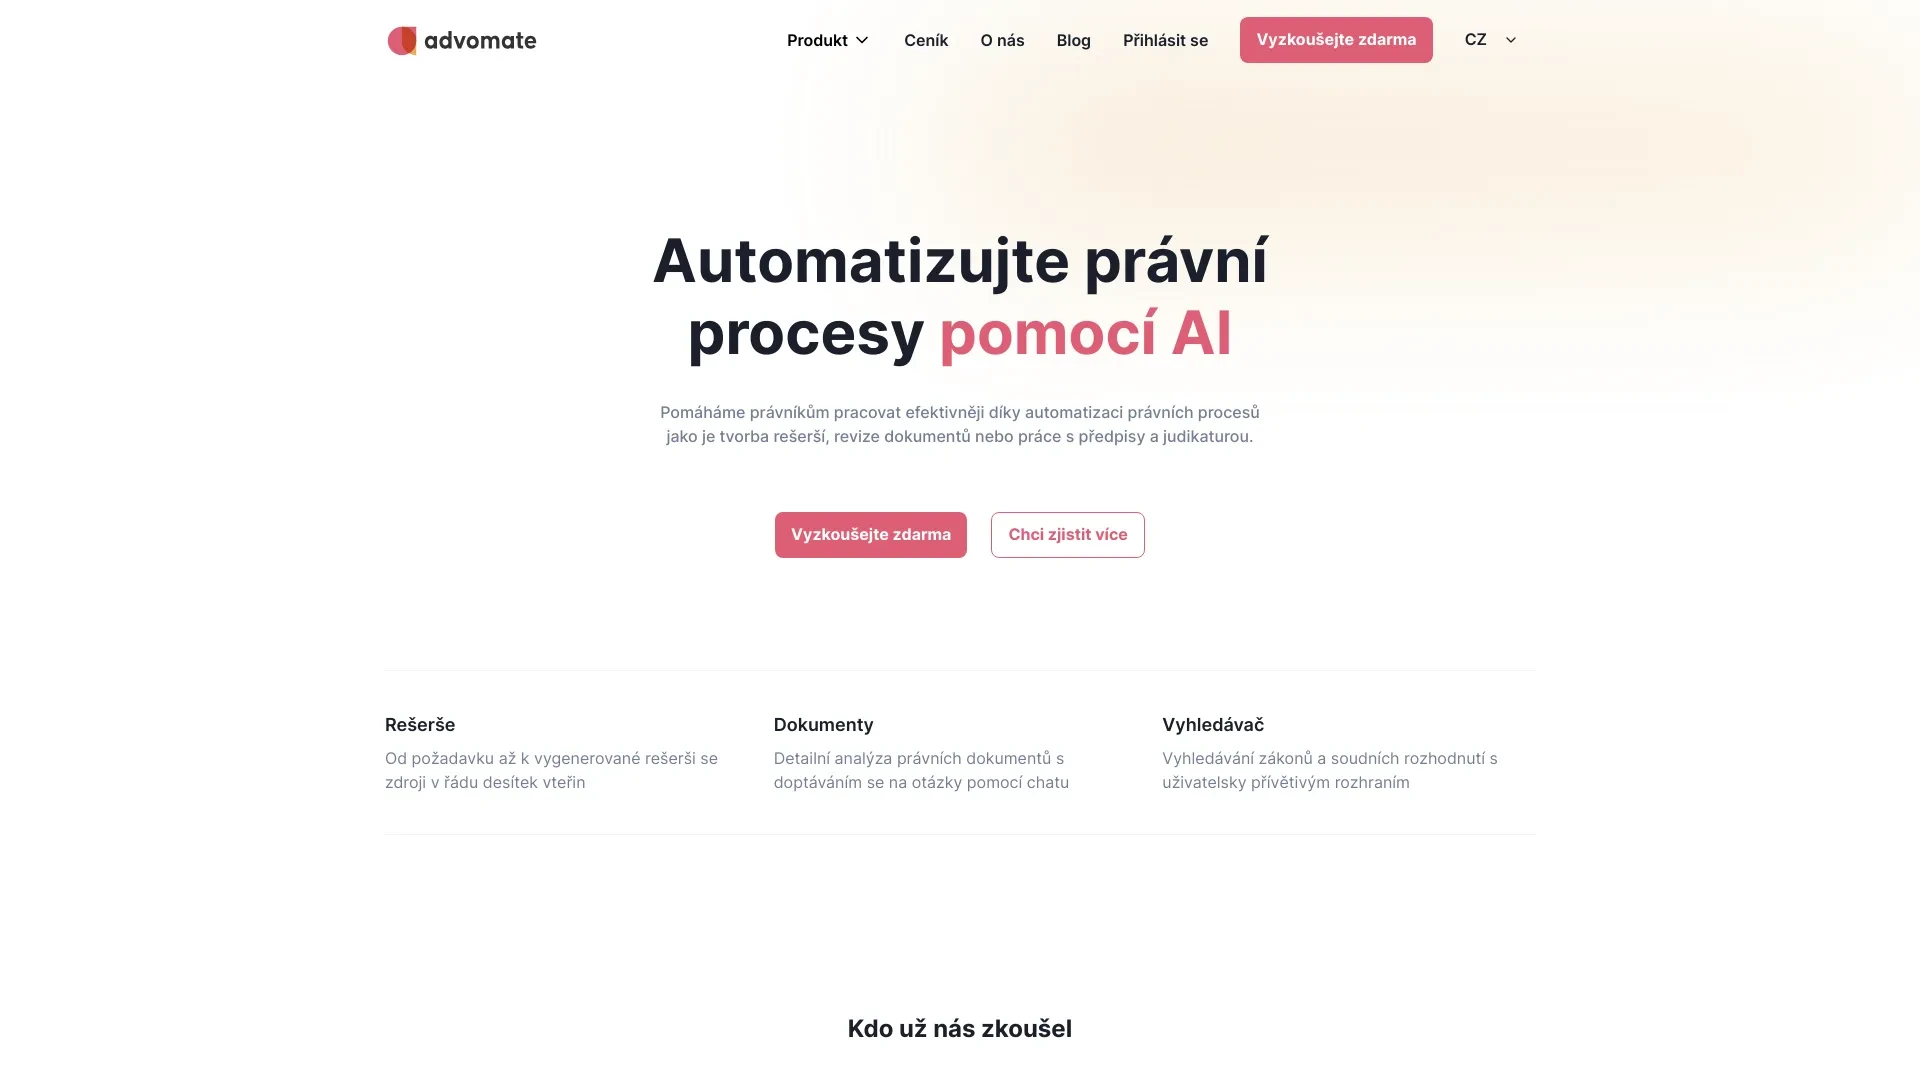 advomate
Produkt
Ceník
O nás
Blog
Přihlásit se
Vyzkoušejte zdarma
CZ
Automatizujte právní
procesy pomocí AI
Pomáháme právníkům pracovat efektivněji díky automatizaci právních procesů
jako je tvorba rešerší, revize dokumentů nebo práce s předpisy a judikaturou.
Vyzkoušejte zdarma
Chci zjistit více
Rešerše
Od požadavku až k vygenerované rešerši se
zdroji v řádu desítek vteřin
Dokumenty
Detailní analýza právních dokumentů s
doptáváním se na otázky pomocí chatu
Vyhledávač
Vyhledávání zákonů a soudních rozhodnutí s
uživatelsky přívětivým rozhraním
Kdo už nás zkoušel